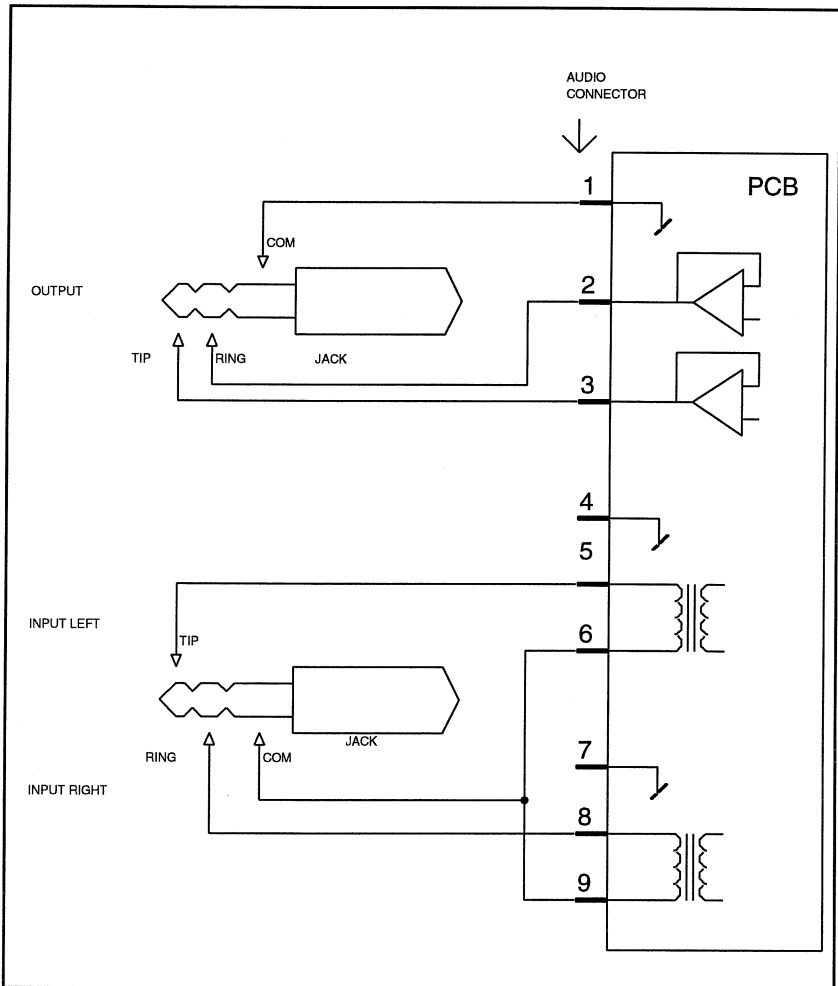 AUDIO
CONNECTOR
1
PCB
COM
OUTPUT
2
TIP
RING
JACK
3
4
5
INPUT LEFT
TIP
6
JACK
RING
COM
7
INPUT RIGHT
8
9